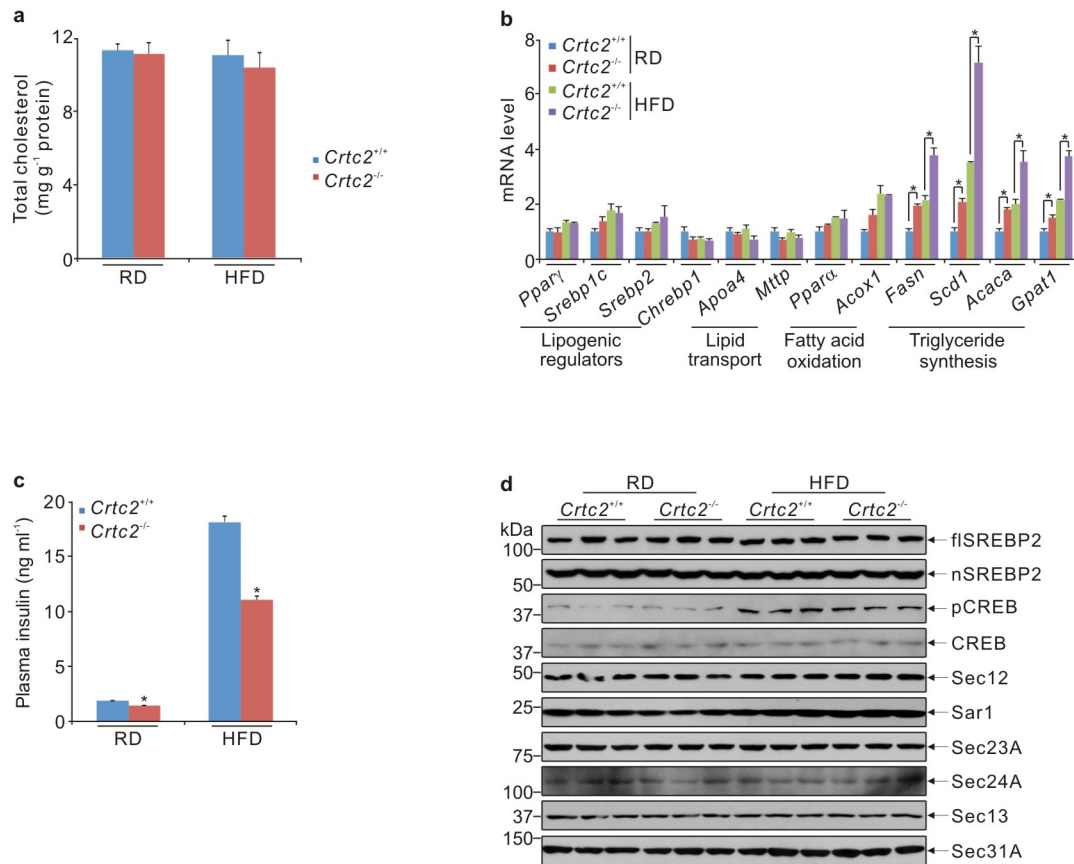 a
Total cholesterol
(mg g⁻¹ protein)
12
9
6
3
0
RD
HFD
Crtc2+/+
Crtc2-/-
b
mRNA level
8
6
4
2
0
Crtc2+/+
Crtc2-/-
RD
Crtc2+/+
Crtc2-/-
HFD
* * * * * * * *
Pparγ
Srebp1c
Srebp2
Chrebp1
Apoa4
Mttp
Pparα
Acox1
Fasn
Scd1
Acaca
Gpat1
Lipogenic
regulators
Lipid
transport
Fatty acid
oxidation
Triglyceride
synthesis
c
Plasma insulin (ng ml⁻¹)
20
15
10
5
0
Crtc2+/+
Crtc2-/-
*
*
RD
HFD
d
RD HFD
Crtc2+/+ Crtc2-/- Crtc2+/+ Crtc2-/-
kDa
100 flSREBP2
50 nSREBP2
37 pCREB
37 CREB
50 Sec12
25 Sar1
75 Sec23A
100 Sec24A
37 Sec13
150 Sec31A